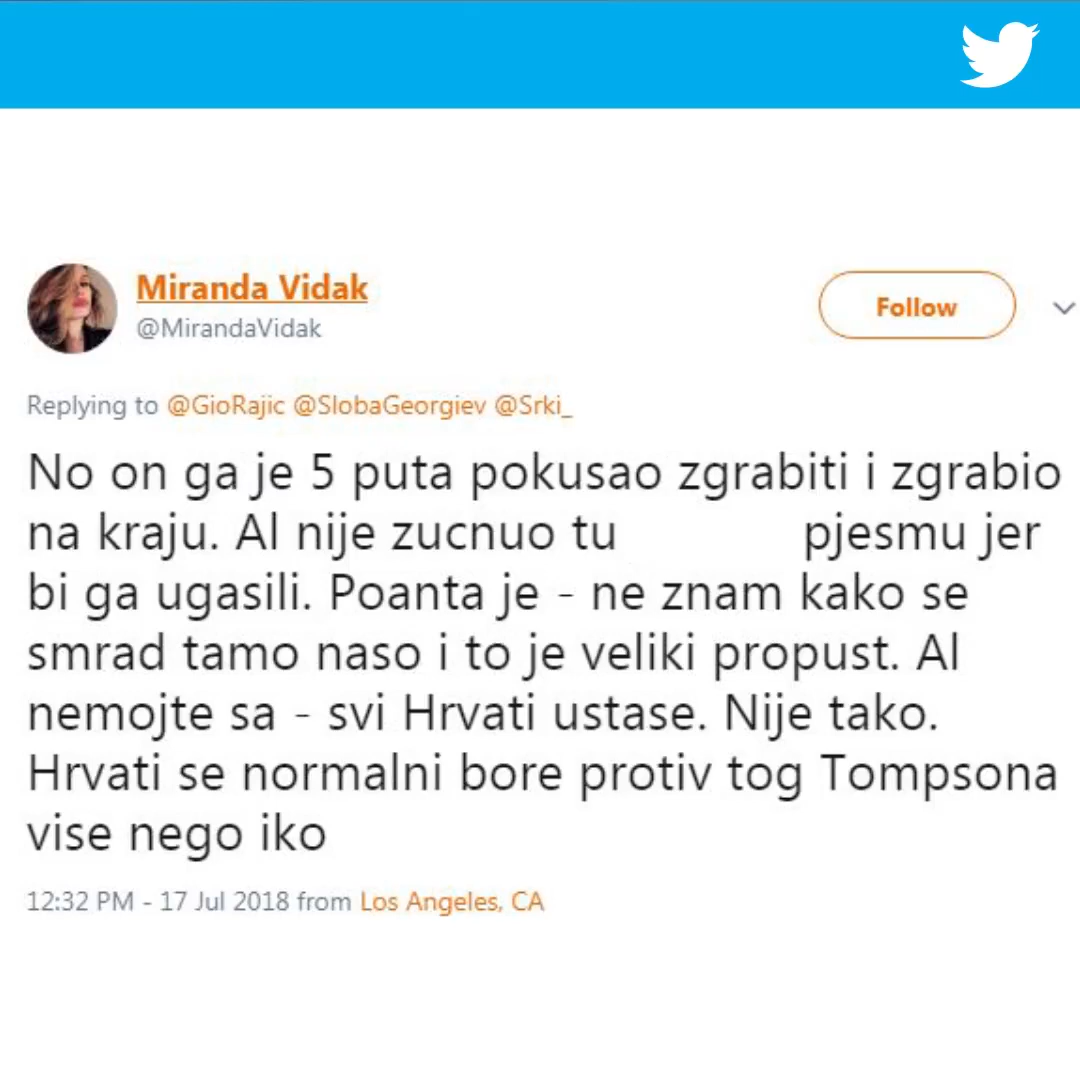 Miranda Vidak
@MirandaVidak
Follow
Replying to @GioRajic @SlobaGeorgiev @Srki_
No on ga je 5 puta pokusao zgrabiti i zgrabio
na kraju. Al nije zucnuo tu pjesmu jer
bi ga ugasili. Poanta je - ne znam kako se
smrad tamo naso i to je veliki propust. Al
nemojte sa - svi Hrvati ustase. Nije tako.
Hrvati se normalni bore protiv tog Tompsona
vise nego iko
12:32 PM - 17 Jul 2018 from Los Angeles, CA